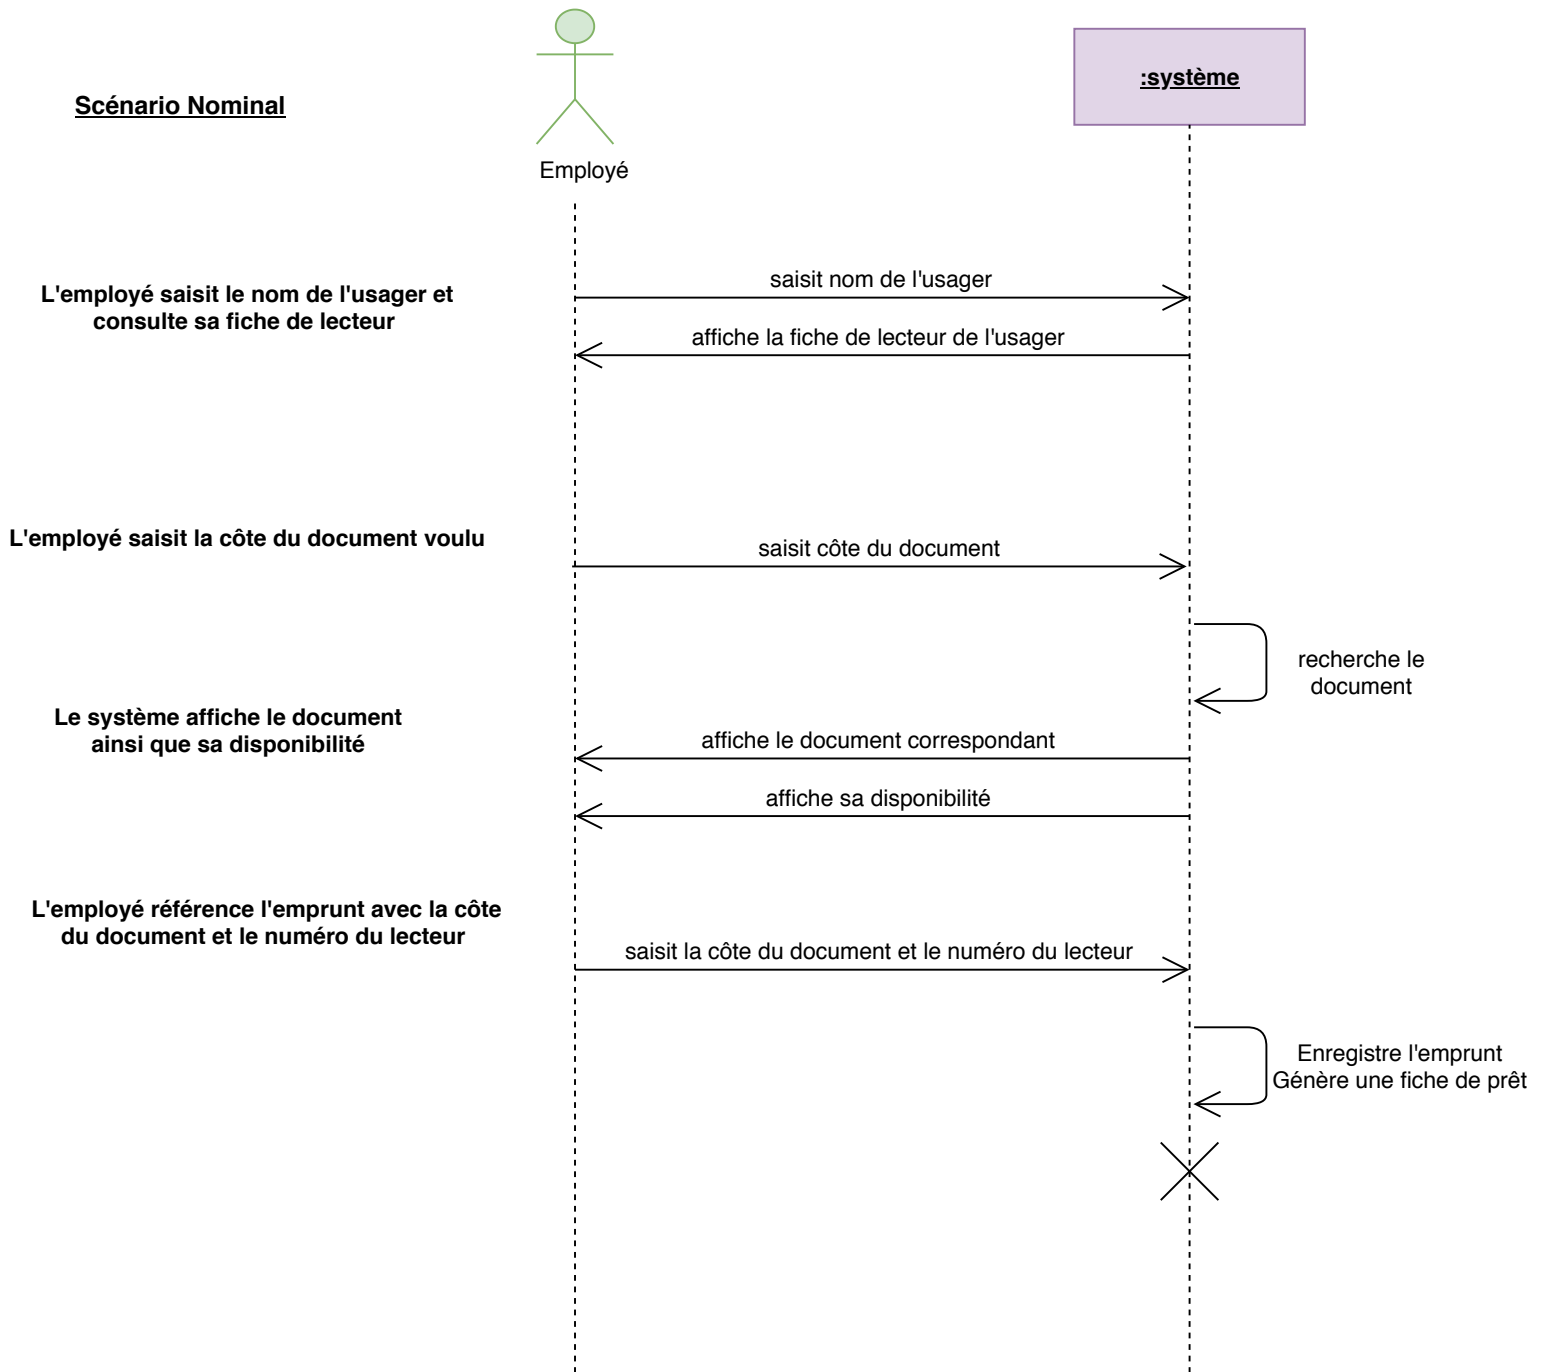 :système
Scénario Nominal
Employé
saisit nom de l'usager
L'employé saisit le nom de l'usager et
consulte sa fiche de lecteur
affiche la fiche de lecteur de l'usager
L'employé saisit la côte du document voulu
saisit côte du document
recherche le
document
Le système affiche le document
ainsi que sa disponibilité
affiche le document correspondant
affiche sa disponibilité
L'employé référence l'emprunt avec la côte
du document et le numéro du lecteur
saisit la côte du document et le numéro du lecteur
Enregistre l'emprunt
Génère une fiche de prêt